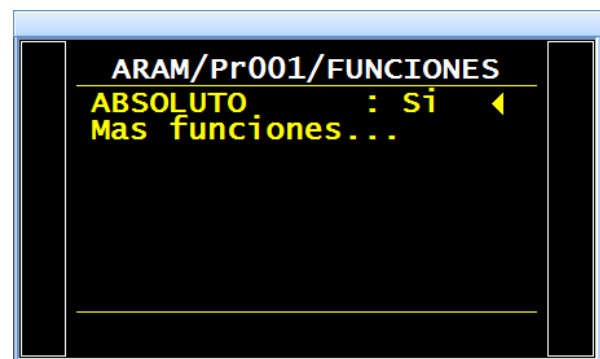 ARAM/Pr001/FUNCIONES
ABSOLUTO : Si
Mas funciones...